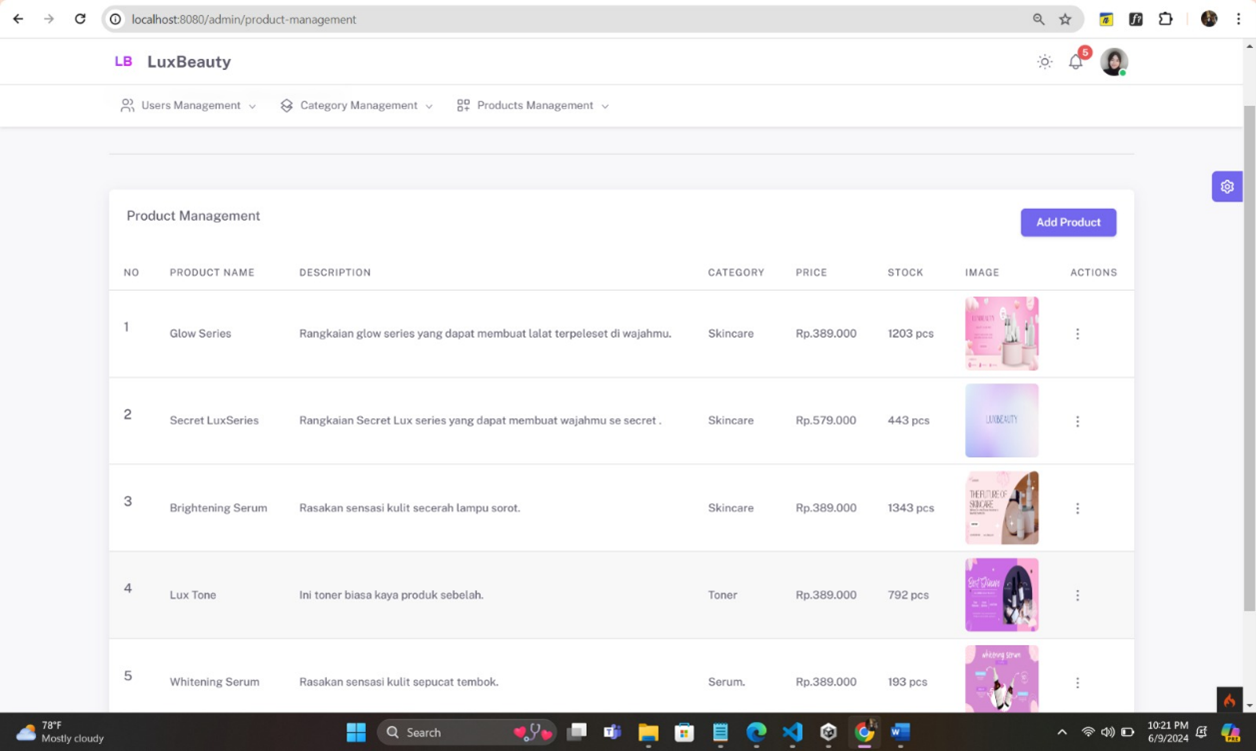 localhost:8080/admin/product-management
LB LuxBeauty
5
Users Management
Category Management
Products Management
Product Management
Add Product
NO PRODUCT NAME DESCRIPTION CATEGORY PRICE STOCK IMAGE ACTIONS
1 Glow Series Rangkaian glow series yang dapat membuat lalat terpeleset di wajahmu. Skincare Rp.389.000 1203 pcs
LUXBEAUTY
2 Secret LuxSeries Rangkaian Secret Lux series yang dapat membuat wajahmu se secret . Skincare Rp.579.000 443 pcs
LUXBEAUTY
3 Brightening Serum Rasakan sensasi kulit secerah lampu sorot. Skincare Rp.389.000 1343 pcs
THE FUTURE OF
SKINCARE
4 Lux Tone Ini toner biasa kaya produk sebelah. Toner Rp.389.000 792 pcs
5 Whitening Serum Rasakan sensasi kulit sepucat tembok. Serum. Rp.389.000 193 pcs
whitening serum
78°F
Mostly cloudy
Search
10:21 PM
6/9/2024